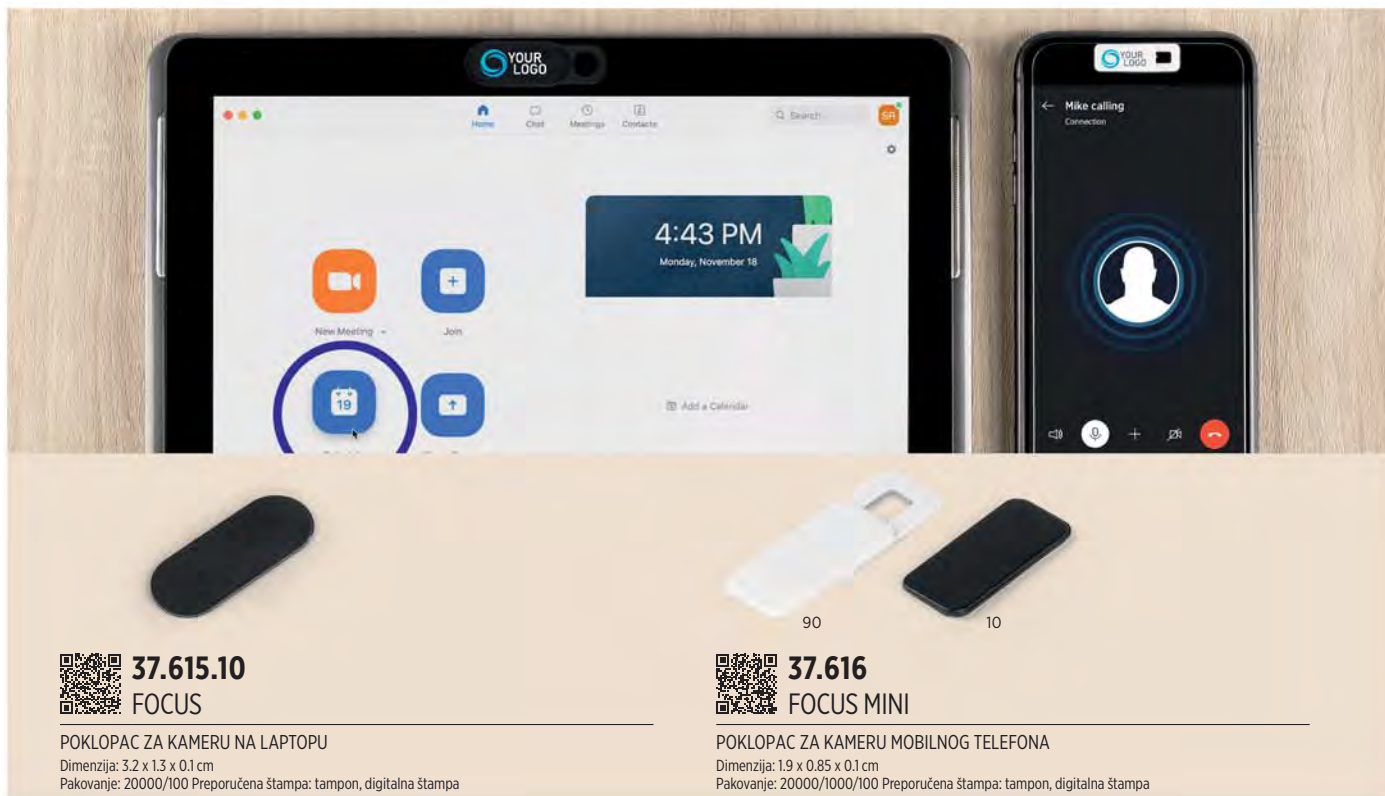 YOUR
LOGO
YOUR
LOGO
Home
Chat
Meetings
Contacts
Search
SR
Mike calling
Connection
4:43 PM
Monday, November 18
New Meeting
Join
19
Add a Calendar
90
10
37.615.10
FOCUS
POKLOPAC ZA KAMERU NA LAPTOPU
Dimenzija: 3.2 x 1.3 x 0.1 cm
Pakovanje: 20000/100 Preporučena štampa: tampon, digitalna štampa
37.616
FOCUS MINI
POKLOPAC ZA KAMERU MOBILNOG TELEFONA
Dimenzija: 1.9 x 0.85 x 0.1 cm
Pakovanje: 20000/1000/100 Preporučena štampa: tampon, digitalna štampa